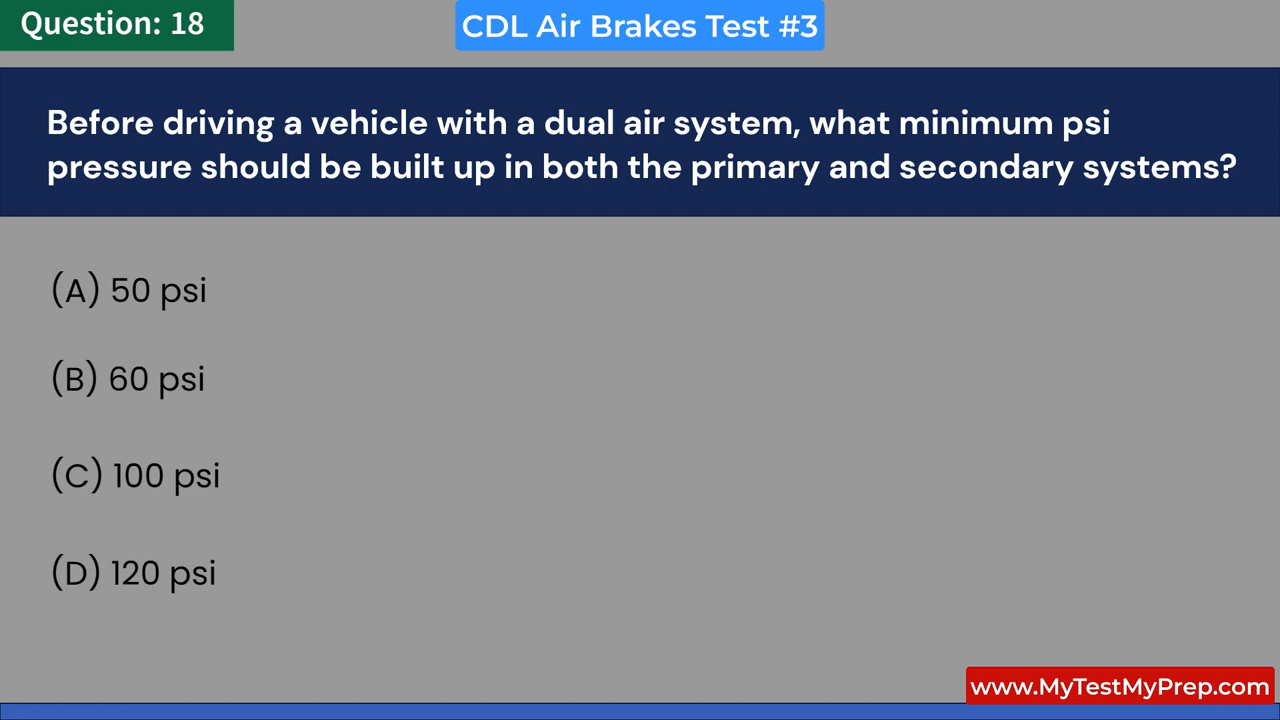 Question: 18
CDL Air Brakes Test #3
Before driving a vehicle with a dual air system, what minimum psi
pressure should be built up in both the primary and secondary systems?
(A) 50 psi
(B) 60 psi
(C) 100 psi
(D) 120 psi
www.MyTestMyPrep.com